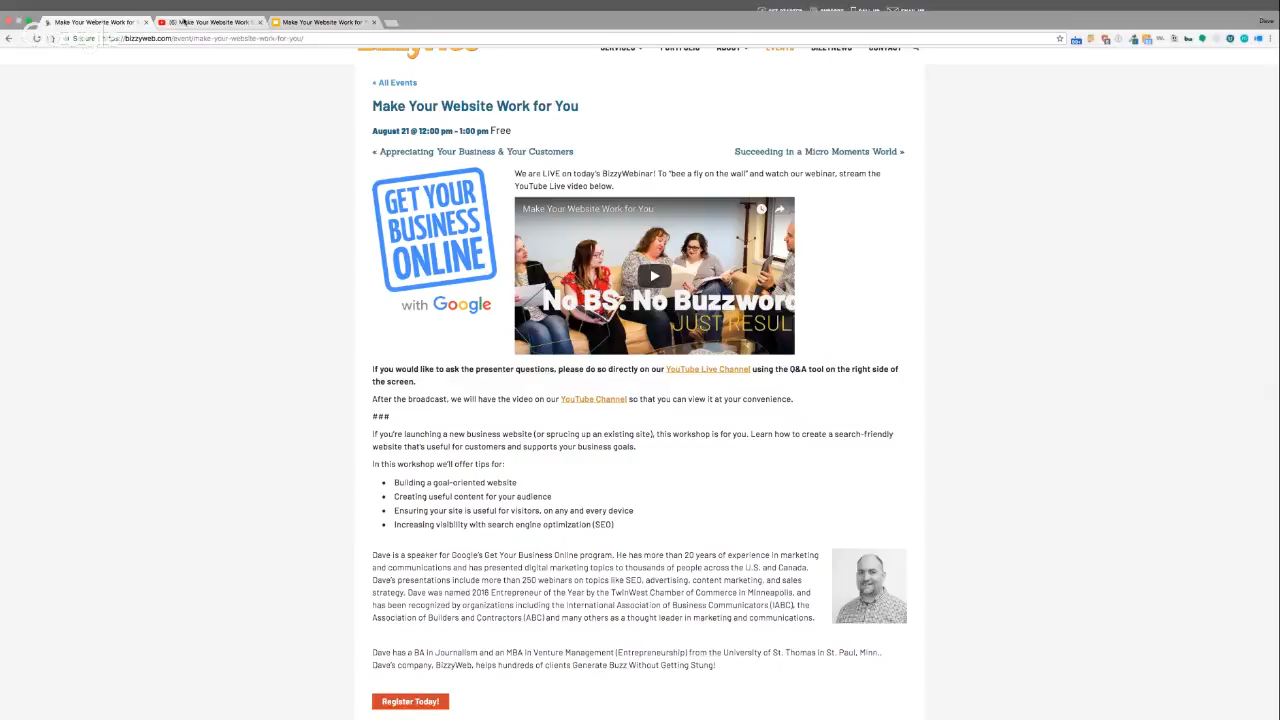 Make Your Website Work for
(6) Make Your Website Work
Make Your Website Work for Y
Dave
Secure
https://bizzyweb.com/event/make-your-website-work-for-you/
SERVICES
PORTFOLIO
ABOUT
EVENTS
BIZZYNEWS
CONTACT
« All Events
Make Your Website Work for You
August 21 @ 12:00 pm - 1:00 pm Free
« Appreciating Your Business & Your Customers
Succeeding in a Micro Moments World »
GET YOUR
BUSINESS
ONLINE
with Google
We are LIVE on today's BizzyWebinar! To "bee a fly on the wall" and watch our webinar, stream the
YouTube Live video below.
Make Your Website Work for You
No BS. No Buzzword
JUST RESUL
If you would like to ask the presenter questions, please do so directly on our YouTube Live Channel using the Q&A tool on the right side of
the screen.
After the broadcast, we will have the video on our YouTube Channel so that you can view it at your convenience.
###
If you're launching a new business website (or sprucing up an existing site), this workshop is for you. Learn how to create a search-friendly
website that's useful for customers and supports your business goals.
In this workshop we'll offer tips for:
• Building a goal-oriented website
• Creating useful content for your audience
• Ensuring your site is useful for visitors, on any and every device
• Increasing visibility with search engine optimization (SEO)
Dave is a speaker for Google's Get Your Business Online program. He has more than 20 years of experience in marketing
and communications and has presented digital marketing topics to thousands of people across the U.S. and Canada.
Dave's presentations include more than 250 webinars on topics like SEO, advertising, content marketing, and sales
strategy. Dave was named 2016 Entrepreneur of the Year by the TwinWest Chamber of Commerce in Minneapolis, and
has been recognized by organizations including the International Association of Business Communicators (IABC), the
Association of Builders and Contractors (ABC) and many others as a thought leader in marketing and communications.
Dave has a BA in Journalism and an MBA in Venture Management (Entrepreneurship) from the University of St. Thomas in St. Paul, Minn..
Dave's company, BizzyWeb, helps hundreds of clients Generate Buzz Without Getting Stung!
Register Today!